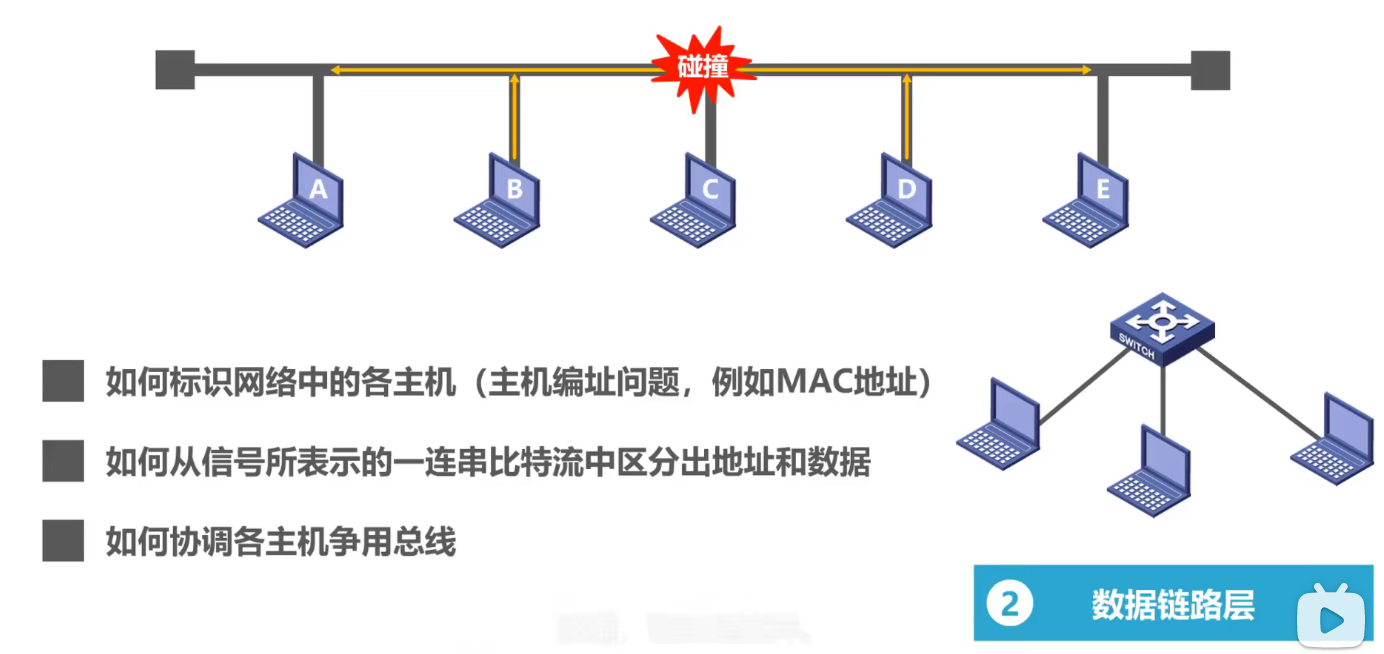 碰撞
A
B
C
D
E
SWITCH
如何标识网络中的各主机（主机编址问题，例如MAC地址）
如何从信号所表示的一连串比特流中区分出地址和数据
如何协调各主机争用总线
2 数据链路层